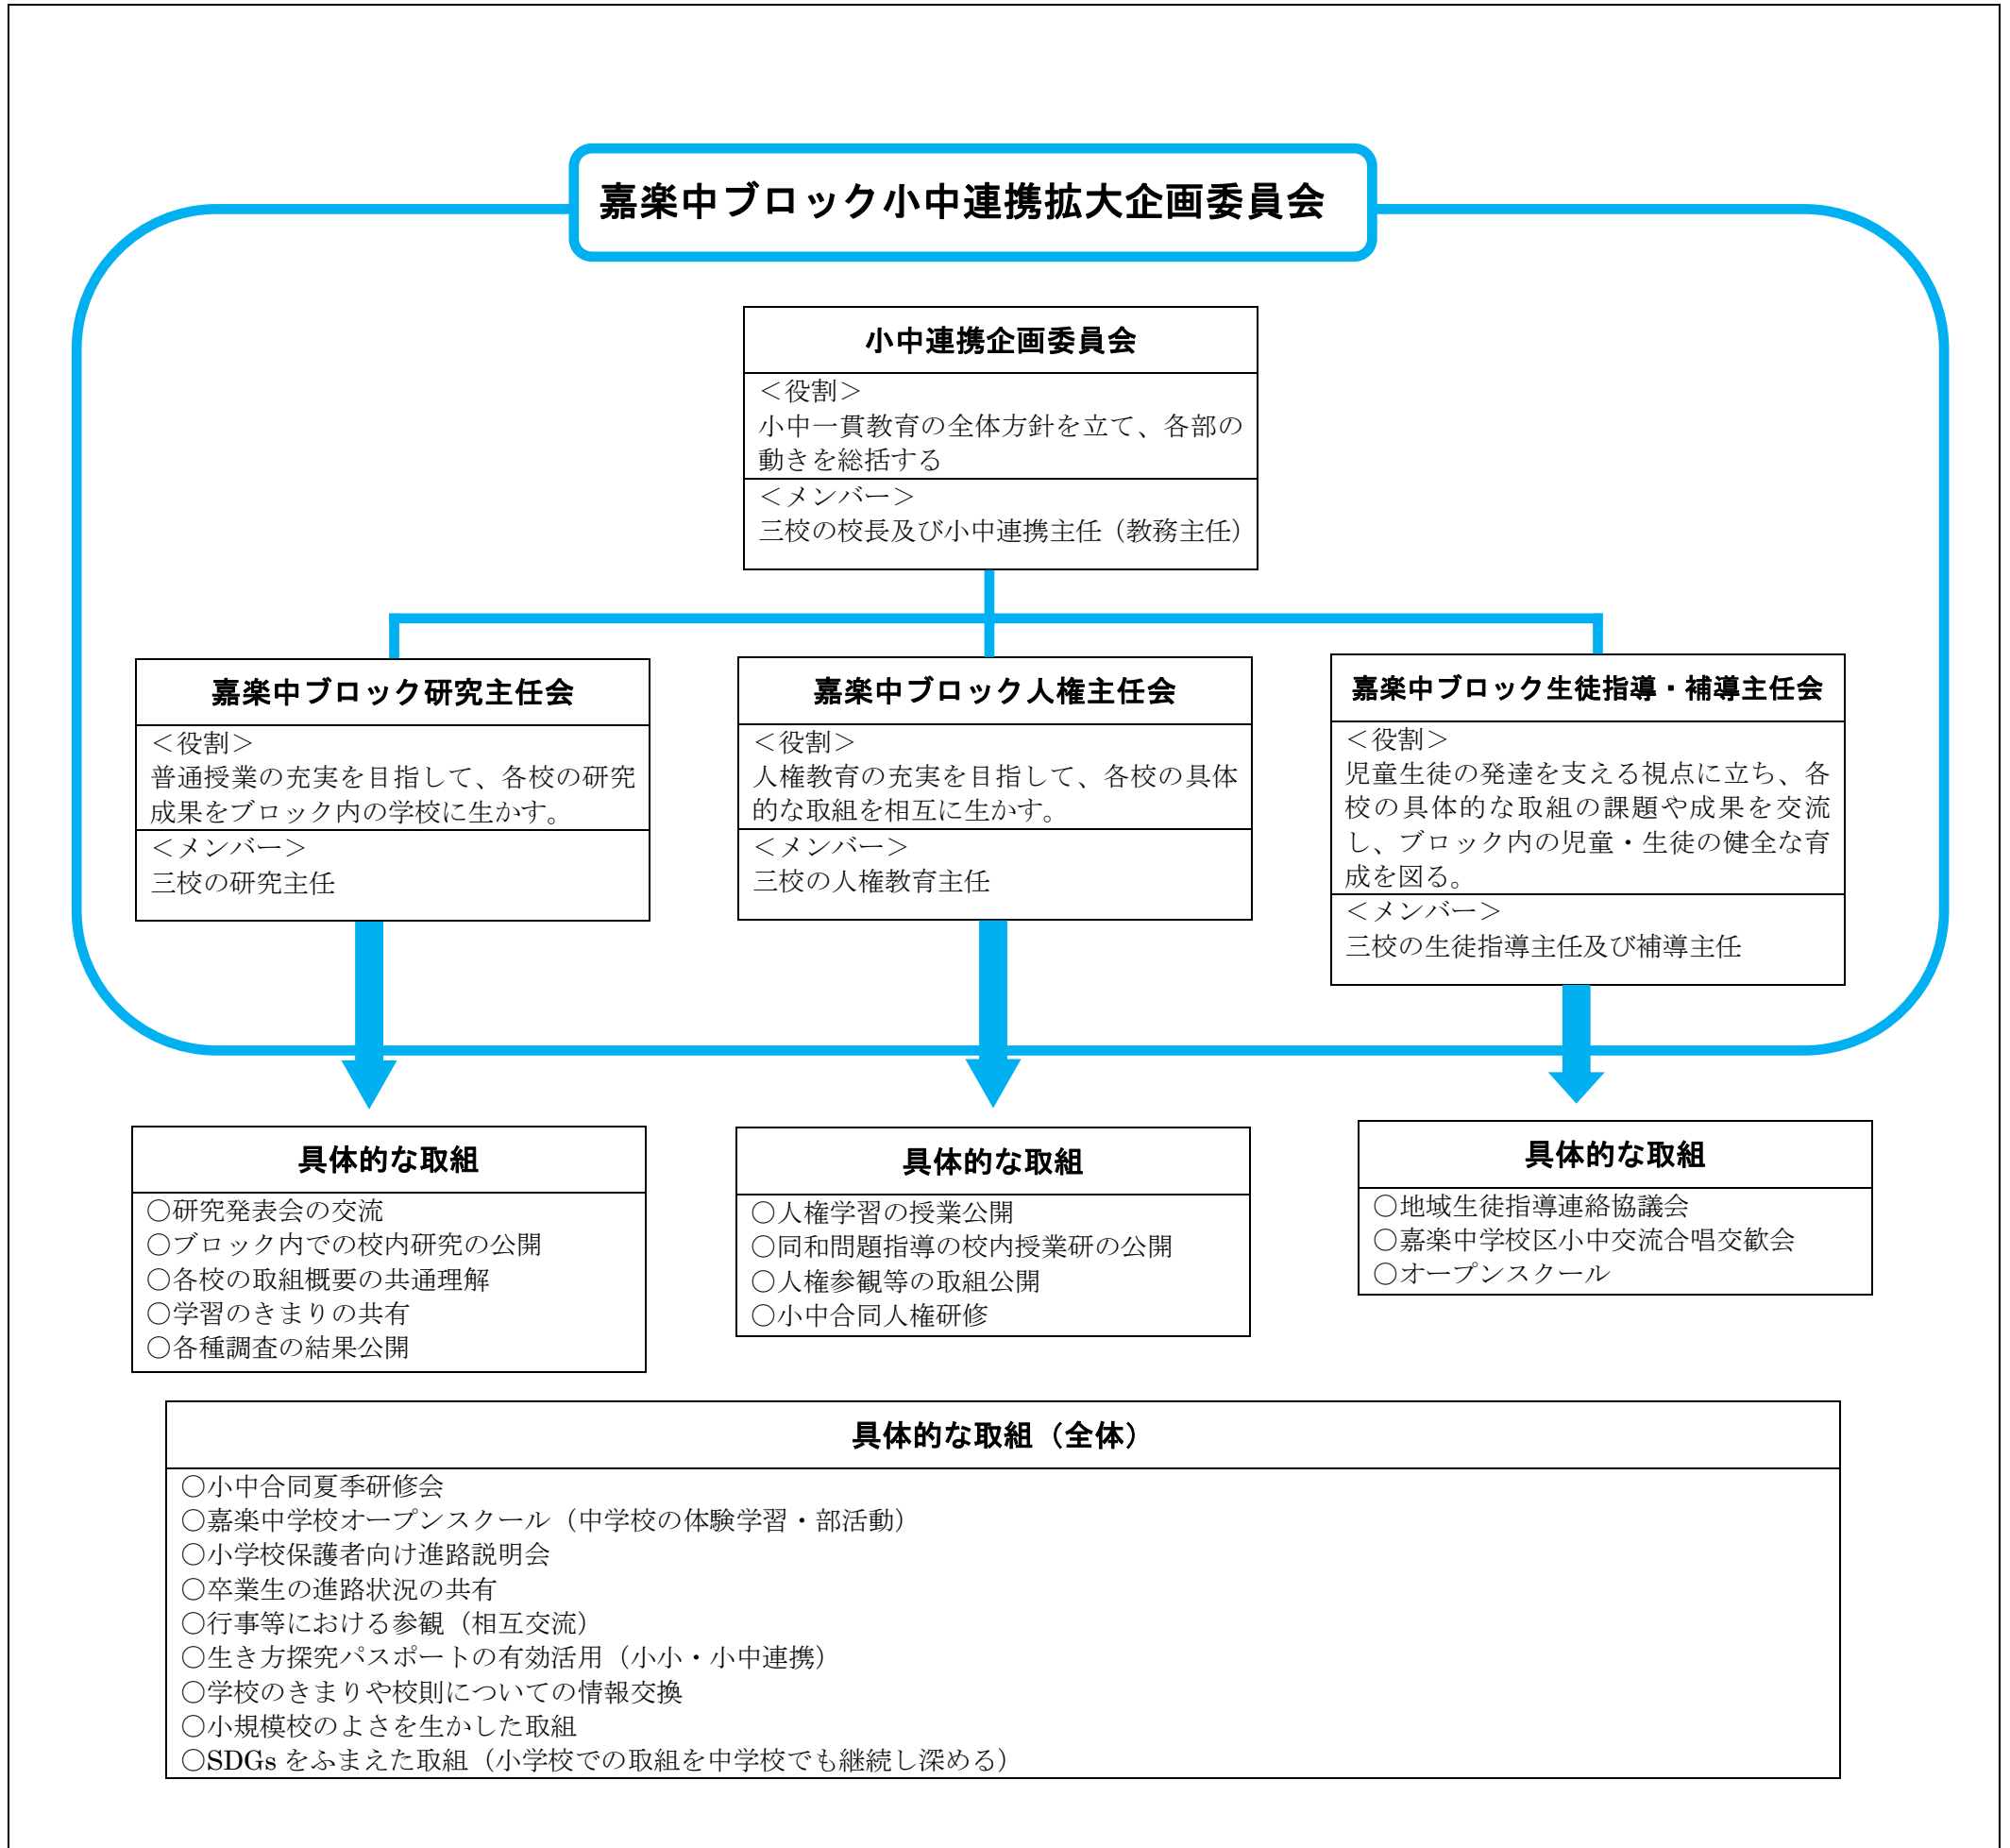 嘉楽中ブロック小中連携拡大企画委員会
小中連携企画委員会
＜役割＞
小中一貫教育の全体方針を立て、各部の
動きを総括する
＜メンバー＞
三校の校長及び小中連携主任（教務主任）
嘉楽中ブロック研究主任会
＜役割＞
普通授業の充実を目指して、各校の研究
成果をブロック内の学校に生かす。
＜メンバー＞
三校の研究主任
嘉楽中ブロック人権主任会
＜役割＞
人権教育の充実を目指して、各校の具体
的な取組を相互に生かす。
＜メンバー＞
三校の人権教育主任
嘉楽中ブロック生徒指導・補導主任会
＜役割＞
児童生徒の発達を支える視点に立ち、各
校の具体的な取組の課題や成果を交流
し、ブロック内の児童・生徒の健全な育
成を図る。
＜メンバー＞
三校の生徒指導主任及び補導主任
具体的な取組
○研究発表会の交流
○ブロック内での校内研究の公開
○各校の取組概要の共通理解
○学習のきまりの共有
○各種調査の結果公開
具体的な取組
○人権学習の授業公開
○同和問題指導の校内授業研の公開
○人権参観等の取組公開
○小中合同人権研修
具体的な取組
○地域生徒指導連絡協議会
○嘉楽中学校区小中交流合唱交歓会
○オープンスクール
具体的な取組（全体）
○小中合同夏季研修会
○嘉楽中学校オープンスクール（中学校の体験学習・部活動）
○小学校保護者向け進路説明会
○卒業生の進路状況の共有
○行事等における参観（相互交流）
○生き方探究パスポートの有効活用（小小・小中連携）
○学校のきまりや校則についての情報交換
○小規模校のよさを生かした取組
○SDGs をふまえた取組（小学校での取組を中学校でも継続し深める）